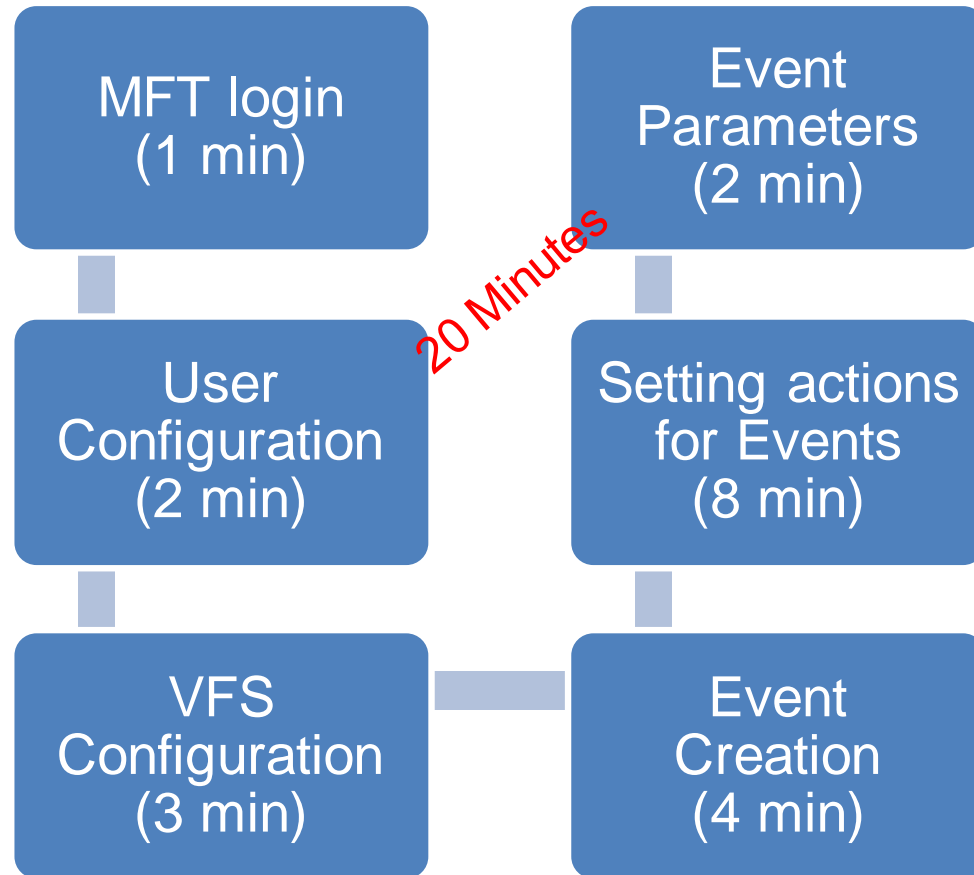 MFT login
(1 min)
User
Configuration
(2 min)
VFS
Configuration
(3 min)
Event
Creation
(4 min)
Setting actions
for Events
(8 min)
Event
Parameters
(2 min)
20 Minutes